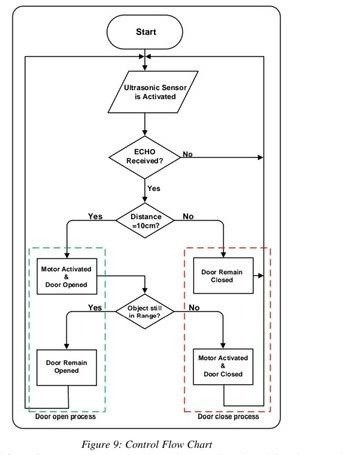 Start
Ultrasonic Sensor
is Activated
ECHO
Received?
No
Yes
Distance
=10cm?
Yes
No
Motor Activated
&
Door Opened
Door Remain
Closed
Object still
in Range?
Yes
No
Door Remain
Opened
Motor Activated
&
Door Closed
Door open process
Door close process
Figure 9: Control Flow Chart